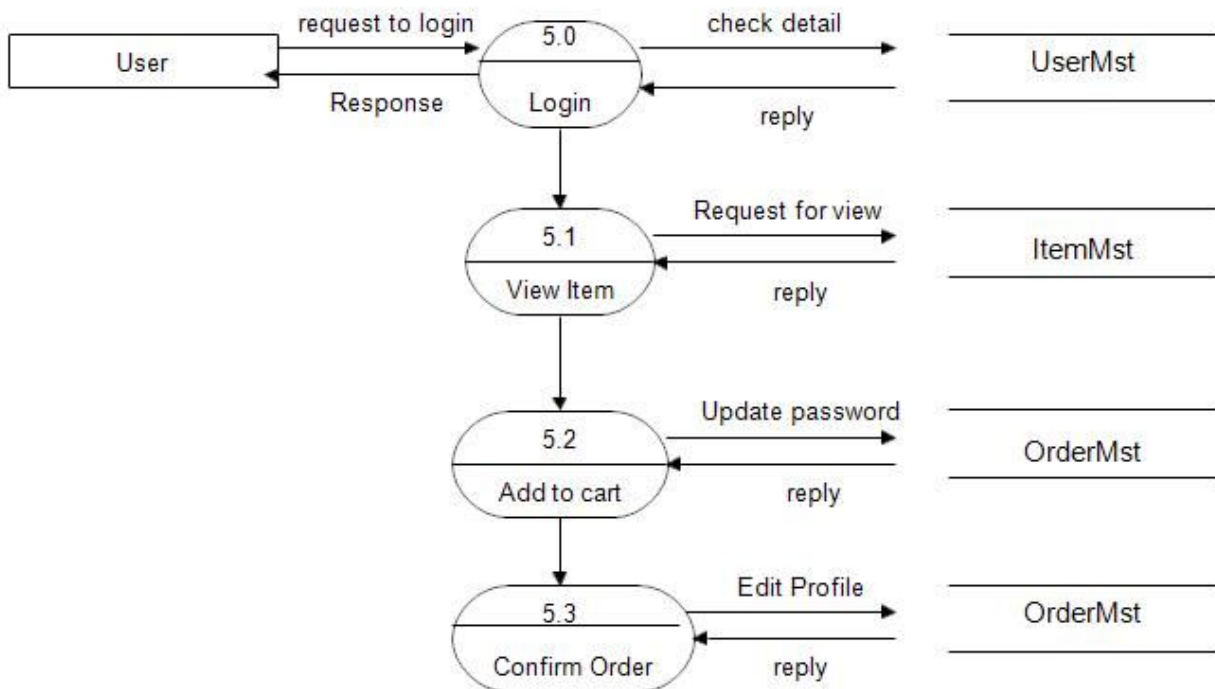 request to login
5.0
check detail
User
UserMst
Response
Login
reply
Request for view
5.1
ItemMst
View Item
reply
Update password
5.2
OrderMst
Add to cart
reply
Edit Profile
5.3
OrderMst
Confirm Order
reply